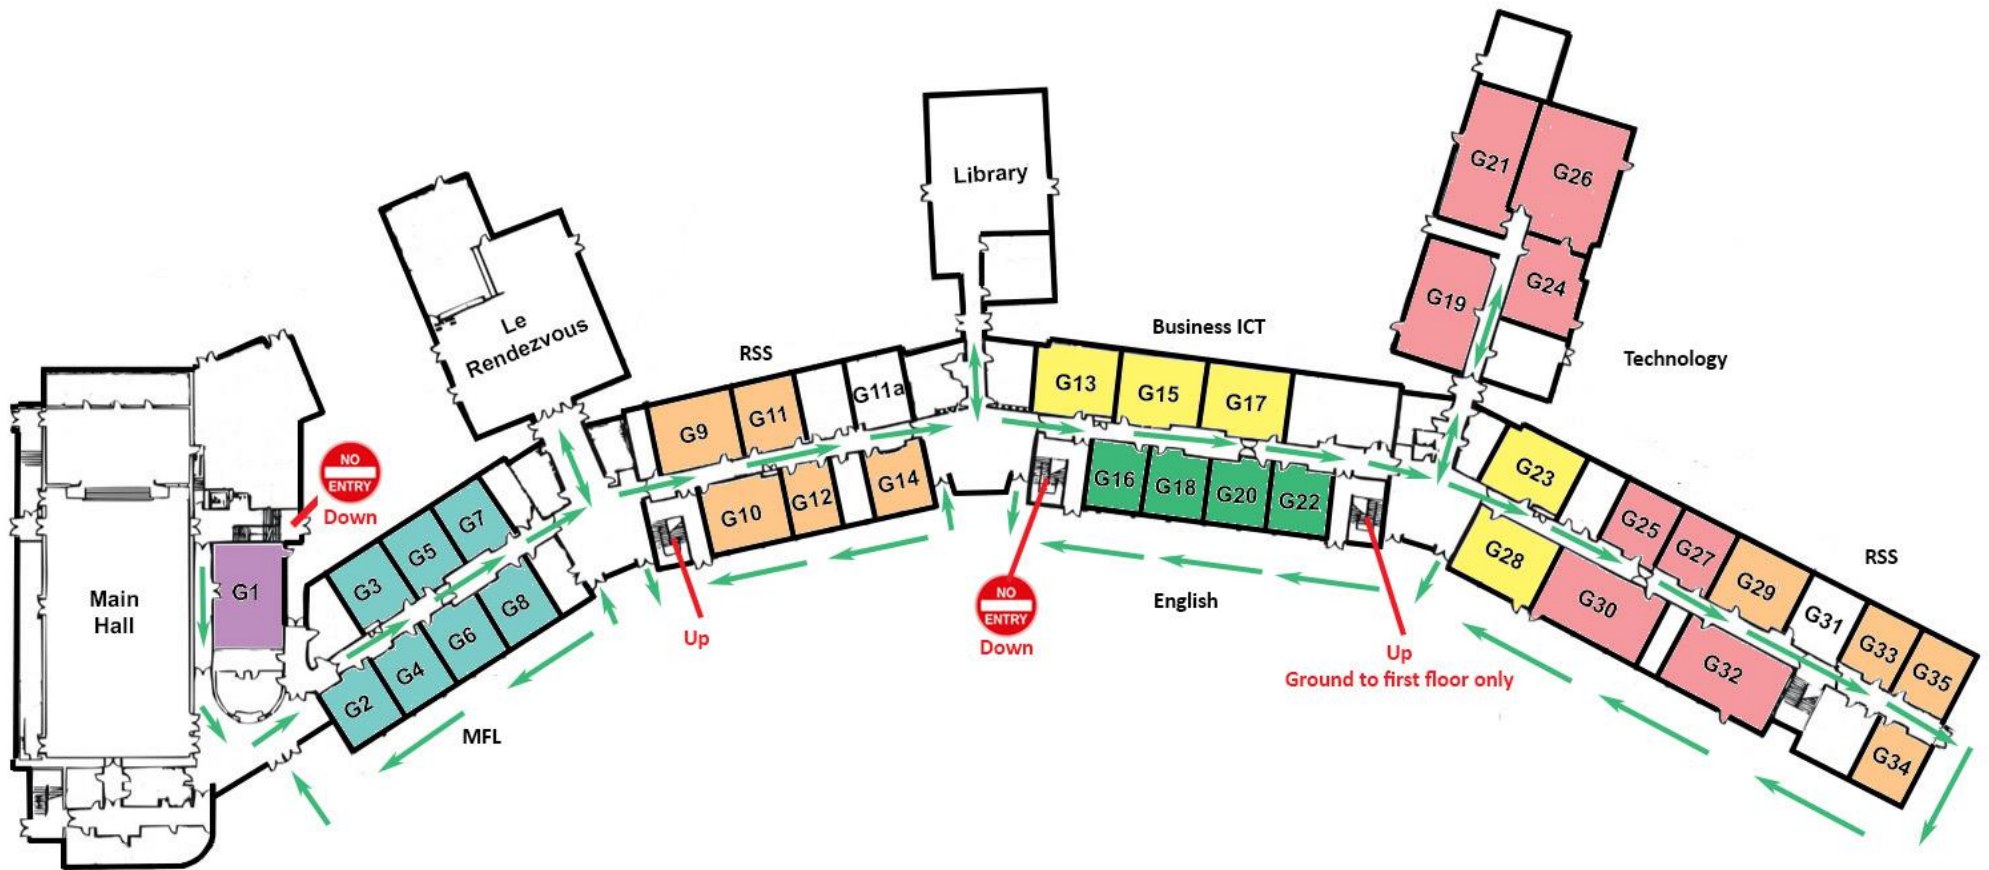 Main
Hall
G1
NO
ENTRY
Down
G3
G5
G7
G2
G4
G6
G8
MFL
Le
Rendezvous
RSS
G9
G11
G11a
G10
G12
G14
Up
Library
Business ICT
G13
G15
G17
G16
G18
G20
G22
NO
ENTRY
Down
English
Up
Ground to first floor only
G21
G26
G19
G24
Technology
G23
G25
G27
G29
G31
G33
G35
RSS
G28
G30
G32
G34